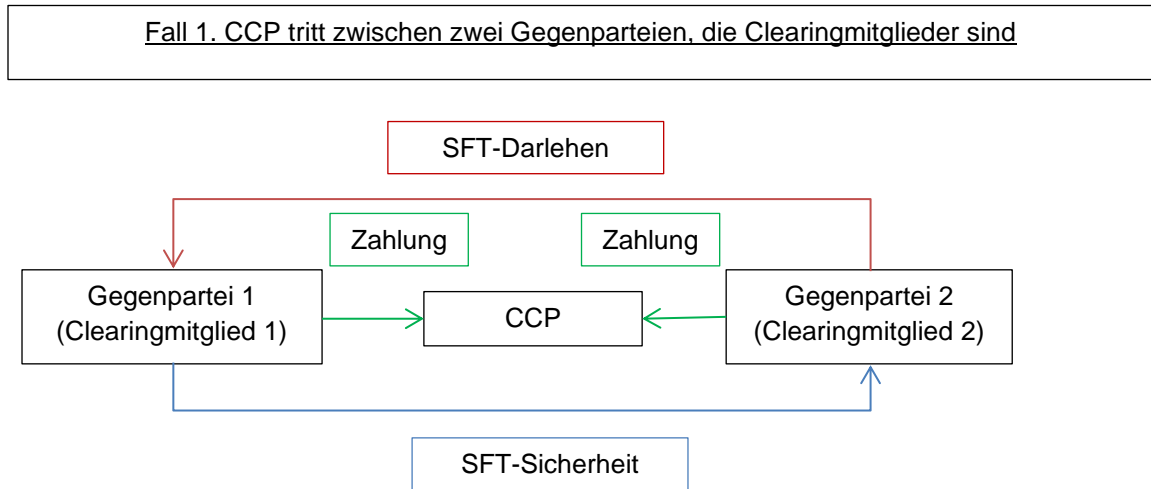 Fall 1. CCP tritt zwischen zwei Gegenparteien, die Clearingmitglieder sind
SFT-Darlehen
Zahlung
Zahlung
Gegenpartei 1
(Clearingmitglied 1)
CCP
Gegenpartei 2
(Clearingmitglied 2)
SFT-Sicherheit